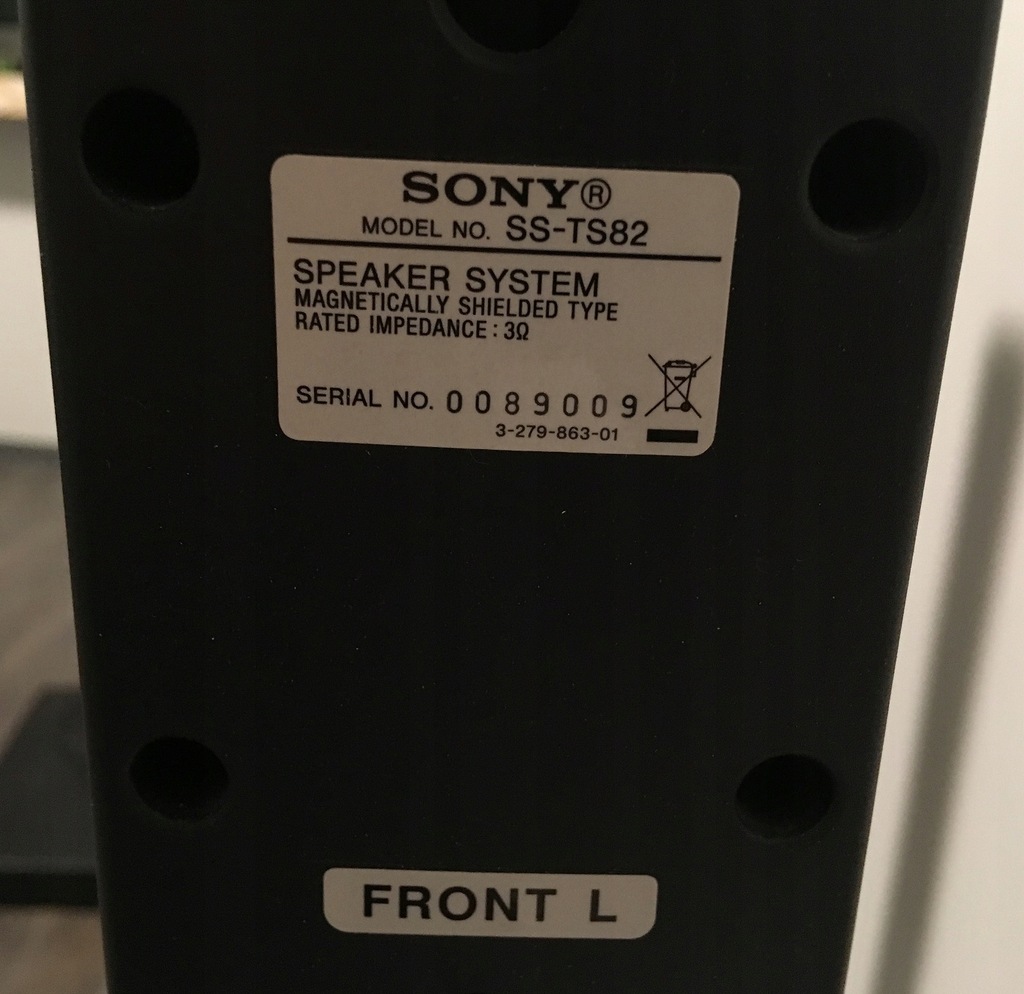 SONY®
MODEL NO. SS-TS82
SPEAKER SYSTEM
MAGNETICALLY SHIELDED TYPE
RATED IMPEDANCE : 3Ω
SERIAL NO. 0089009
3-279-863-01
FRONT L